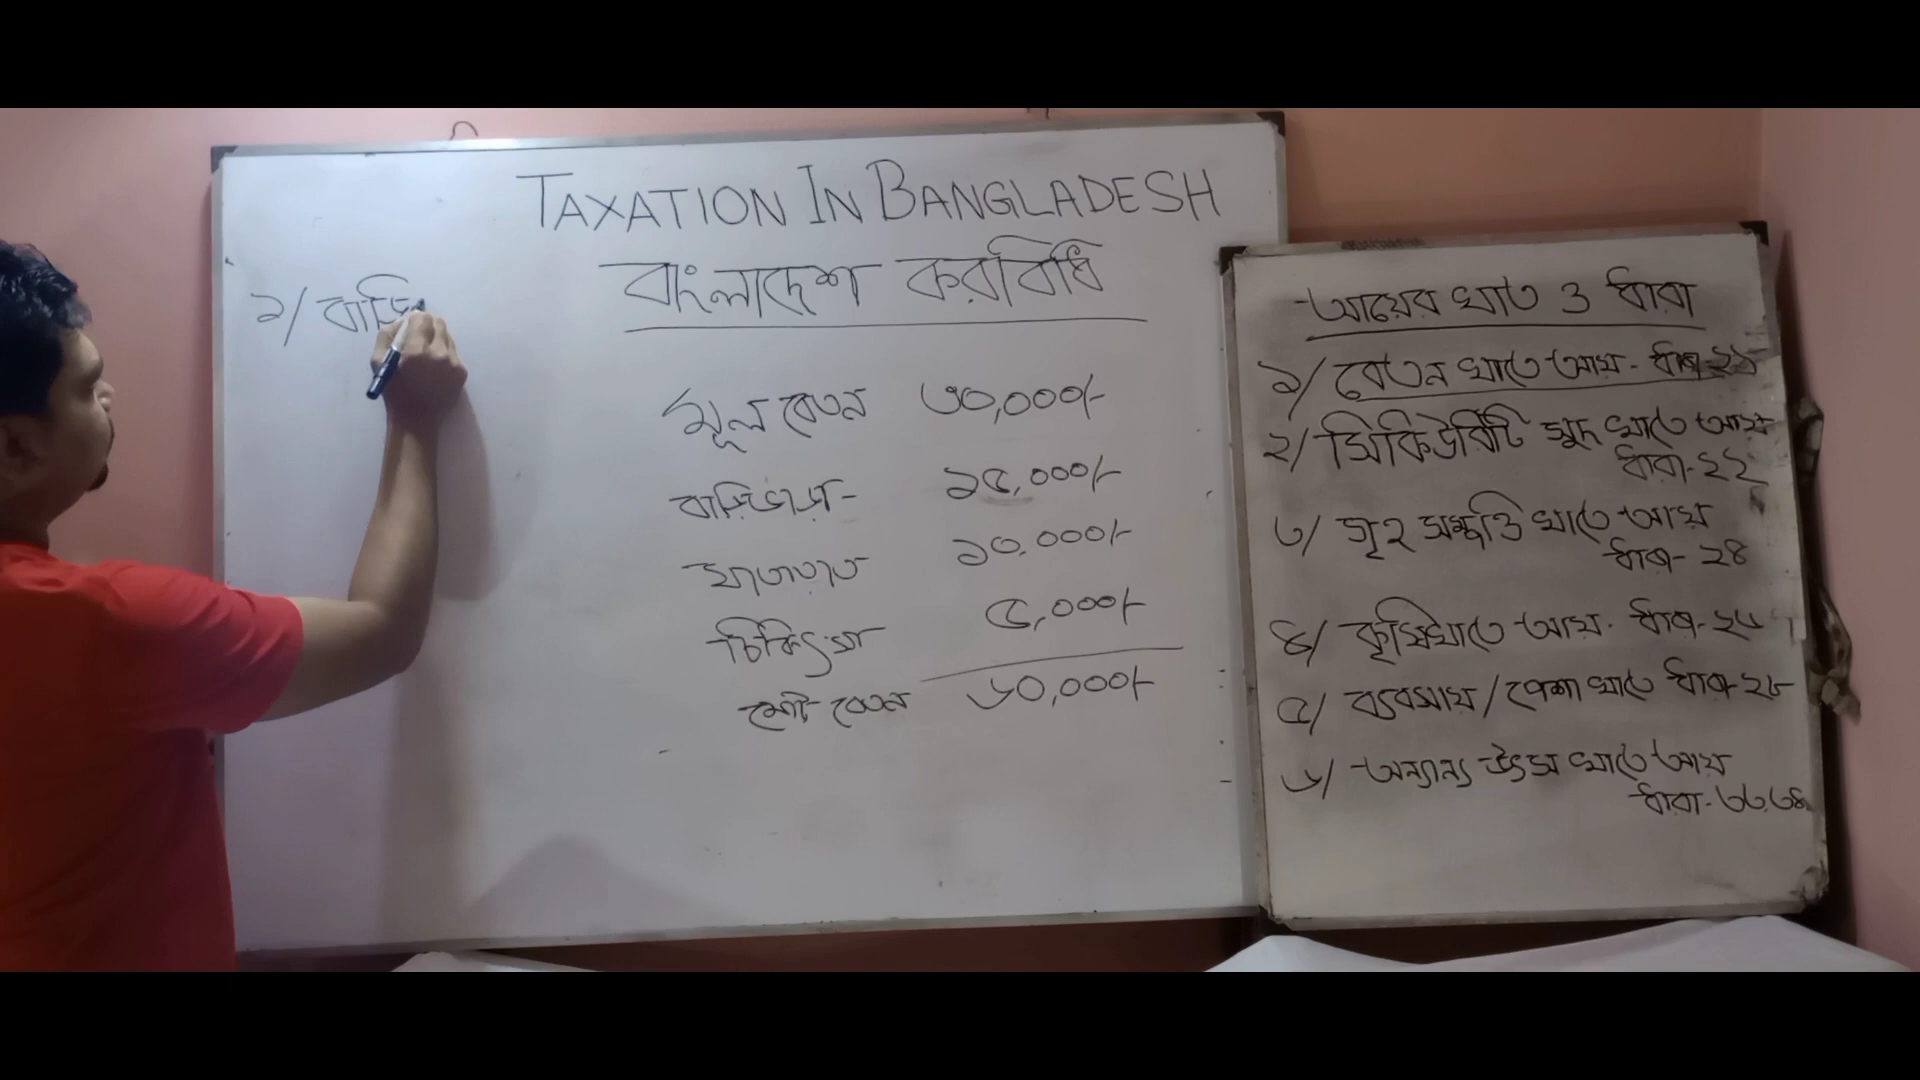 TAXATION IN BANGLADESH
বাংলাদেশ করবিধি
১/ বাড়ি
মূল বেতন ৩০,০০০/-
বাড়িভাড়া- ১৫,০০০/-
যাতায়াত ১০,০০০/-
চিকিৎসা ৫,০০০/-
মোট বেতন ৬০,০০০/-
আয়ের খাত ও ধারা
১/ বেতন খাতে আয়- ধারা-২১
২/ সিকিউরিটি সুদ খাতে আয়
ধারা-২২
৩/ গৃহ সম্পত্তি খাতে আয়
ধারা- ২৪
৪/ কৃষিখাতে আয়- ধারা-২৬
৫/ ব্যবসায়/পেশা খাতে ধারা-২৮
৬/ অন্যান্য উৎস খাতে আয়
ধারা-৩৩,৩৪